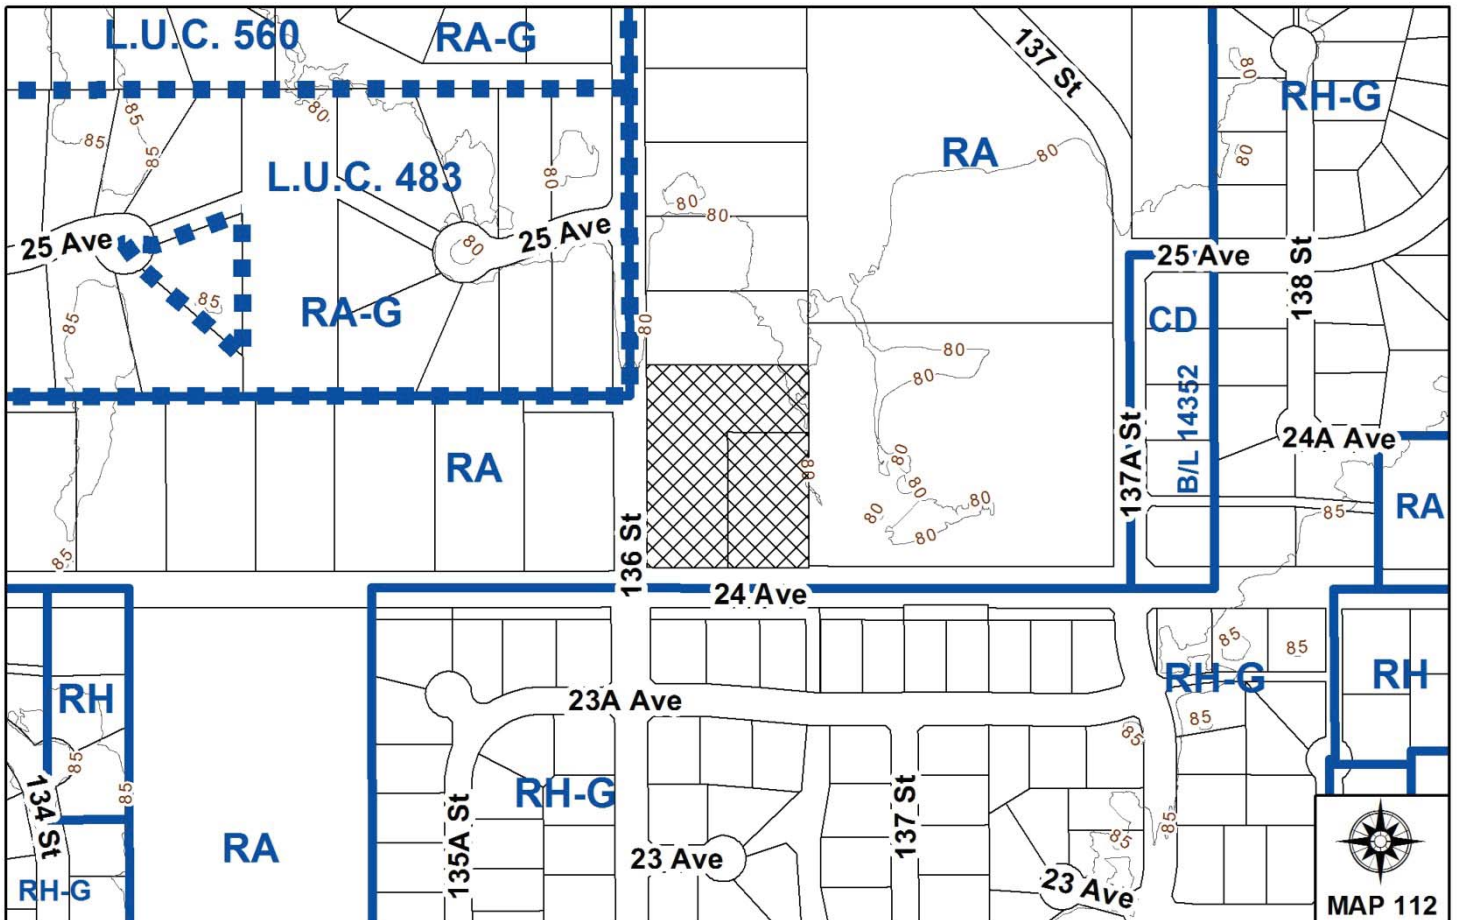 L.U.C. 560
RA-G
137 St
80
RH-G
85
80
85
85
L.U.C. 483
80
RA
80
80
80
80
25 Ave
80
25 Ave
25 Ave
138 St
85
RA-G
85
80
CD
80
80
B/L 14352
137A St
24A Ave
RA
80
80
80
80
80
80
RA
85
85
136 St
24 Ave
85
85
RH
23A Ave
RH-G
RH
85
85
85
134 St
85
RH-G
135A St
137 St
RA
23 Ave
85
85
23 Ave
RH-G
MAP 112